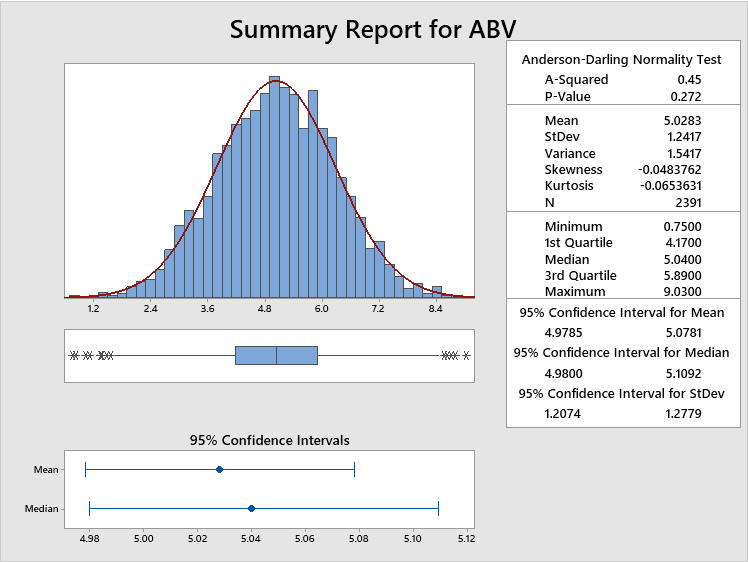 Summary Report for ABV
Anderson-Darling Normality Test
A-Squared 0.45
P-Value 0.272
Mean 5.0283
StDev 1.2417
Variance 1.5417
Skewness -0.0483762
Kurtosis -0.0653631
N 2391
Minimum 0.7500
1st Quartile 4.1700
Median 5.0400
3rd Quartile 5.8900
Maximum 9.0300
95% Confidence Interval for Mean
4.9785 5.0781
95% Confidence Interval for Median
4.9800 5.1092
95% Confidence Interval for StDev
1.2074 1.2779
1.2 2.4 3.6 4.8 6.0 7.2 8.4
95% Confidence Intervals
Mean
Median
4.98 5.00 5.02 5.04 5.06 5.08 5.10 5.12